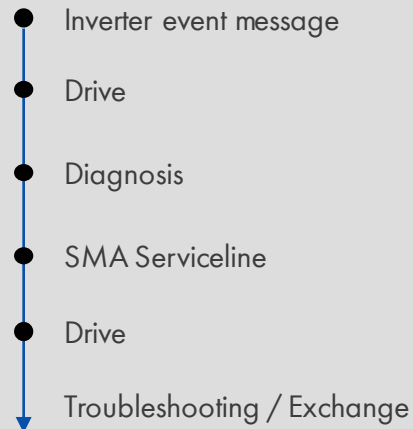 Inverter event message
Drive
Diagnosis
SMA Serviceline
Drive
Troubleshooting / Exchange